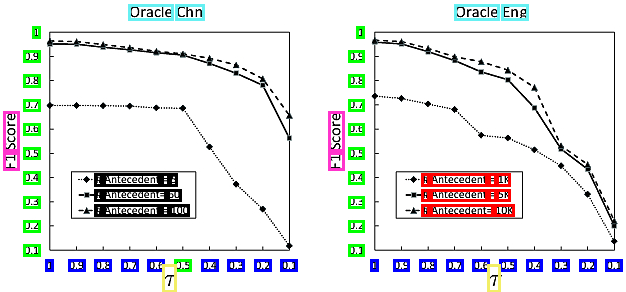 Oracle Chn
1
0.9
0.8
0.7
0.6
0.5
0.4
0.3
0.2
0.1
F1 Score
# Antecedent =
# Antecedent= 50
# Antecedent= 100
1 0.9 0.8 0.7 0.6 0.5 0.4 0.3 0.2 0.1
τ
Oracle Eng
1
0.9
0.8
0.7
0.6
0.5
0.4
0.3
0.2
0.1
F1 Score
# Antecedent = 1K
# Antecedent= 5K
# Antecedent= 10K
1 0.9 0.8 0.7 0.6 0.5 0.4 0.3 0.2 0.1
τ